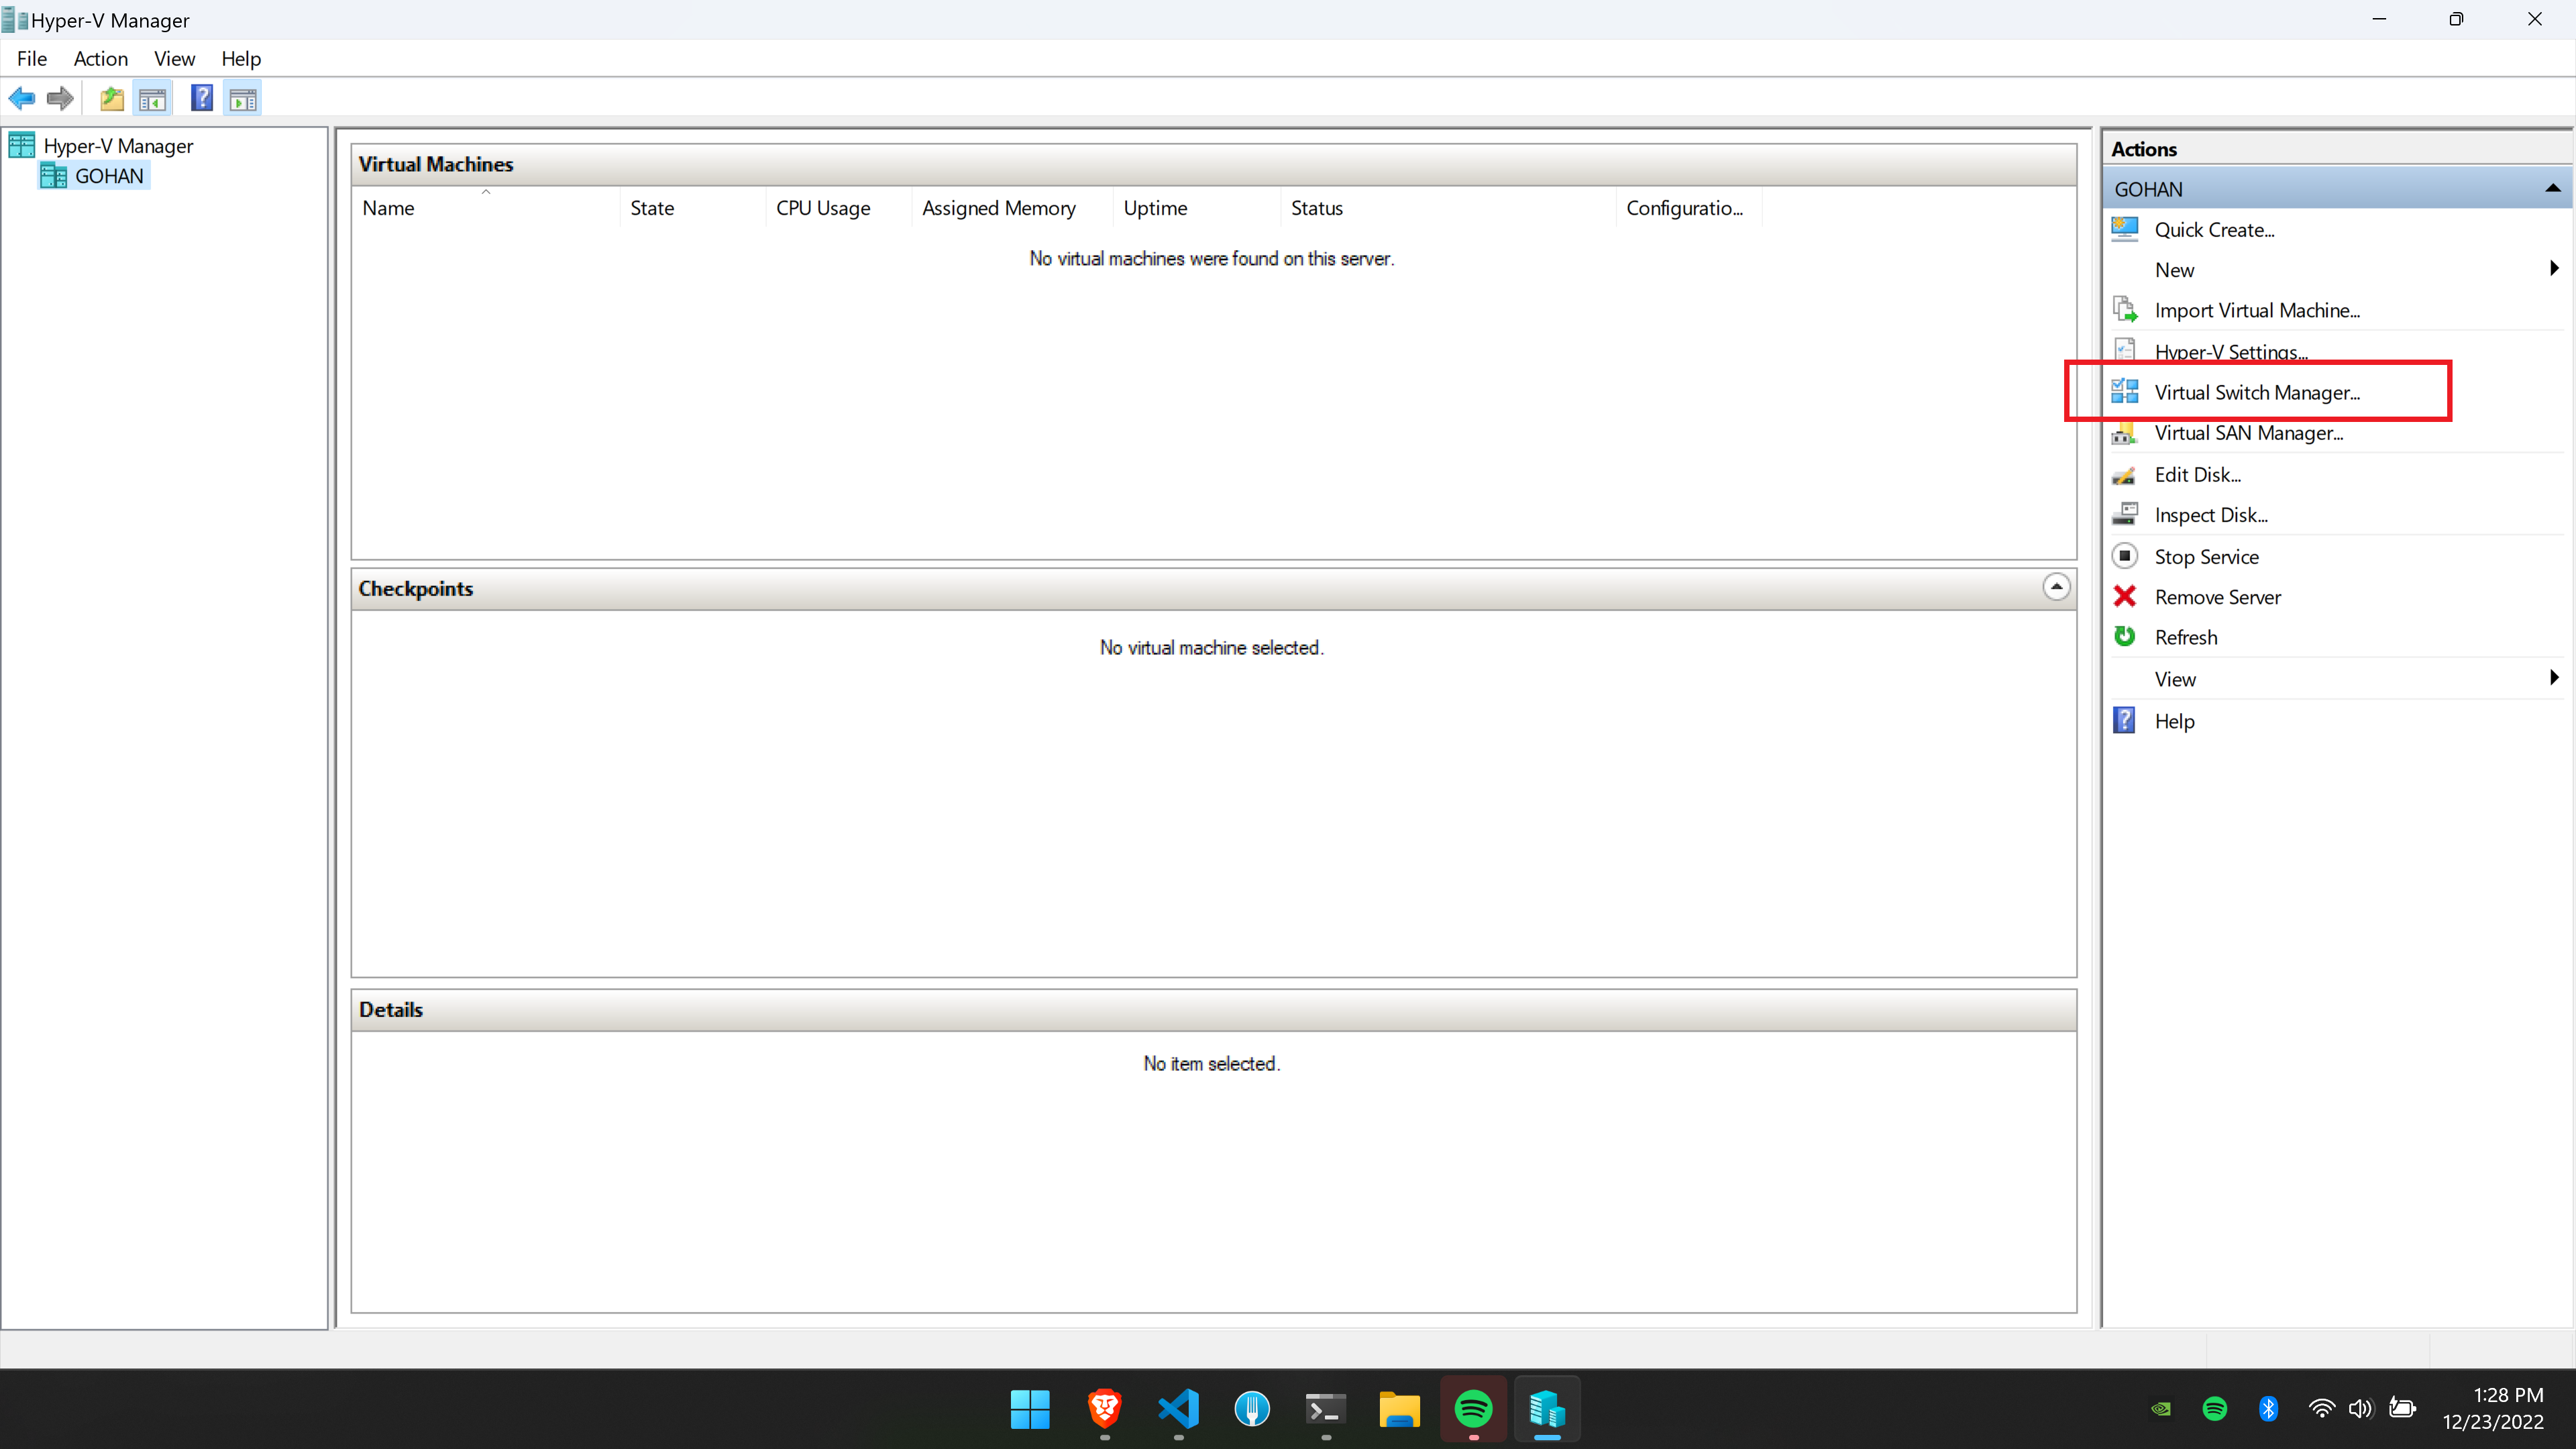 Hyper-V Manager
File Action View Help
Hyper-V Manager
GOHAN
Virtual Machines
Name State CPU Usage Assigned Memory Uptime Status Configuratio...
No virtual machines were found on this server.
Checkpoints
No virtual machine selected.
Details
No item selected.
Actions
GOHAN
Quick Create...
New
Import Virtual Machine...
Hyper-V Settings...
Virtual Switch Manager...
Virtual SAN Manager...
Edit Disk...
Inspect Disk...
Stop Service
Remove Server
Refresh
View
Help
1:28 PM
12/23/2022